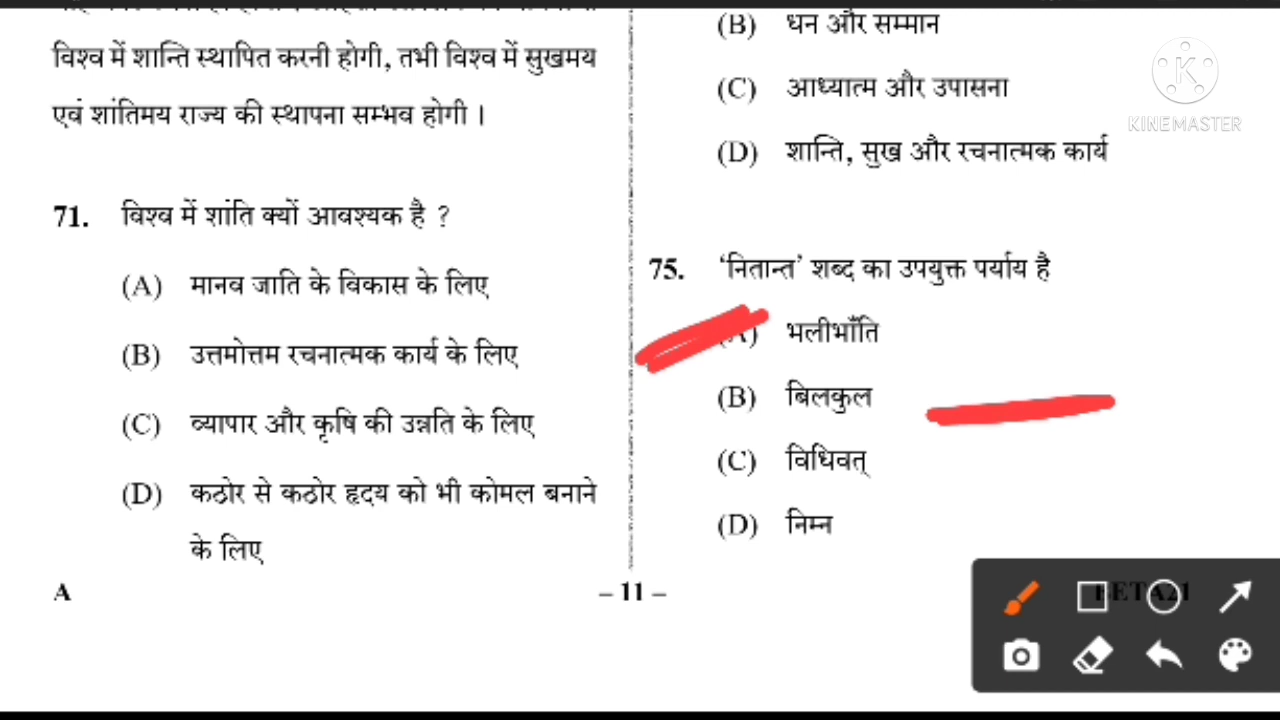 विश्व में शान्ति स्थापित करनी होगी, तभी विश्व में सुखमय
एवं शांतिमय राज्य की स्थापना सम्भव होगी ।
71. विश्व में शांति क्यों आवश्यक है ?
(A) मानव जाति के विकास के लिए
(B) उत्तमोत्तम रचनात्मक कार्य के लिए
(C) व्यापार और कृषि की उन्नति के लिए
(D) कठोर से कठोर हृदय को भी कोमल बनाने
के लिए
(B) धन और सम्मान
(C) आध्यात्म और उपासना
(D) शान्ति, सुख और रचनात्मक कार्य
75. ‘नितान्त’ शब्द का उपयुक्त पर्याय है
(A) भलीभाँति
(B) बिलकुल
(C) विधिवत्
(D) निम्न
A
– 11 –
BETA21
K
KINEMASTER